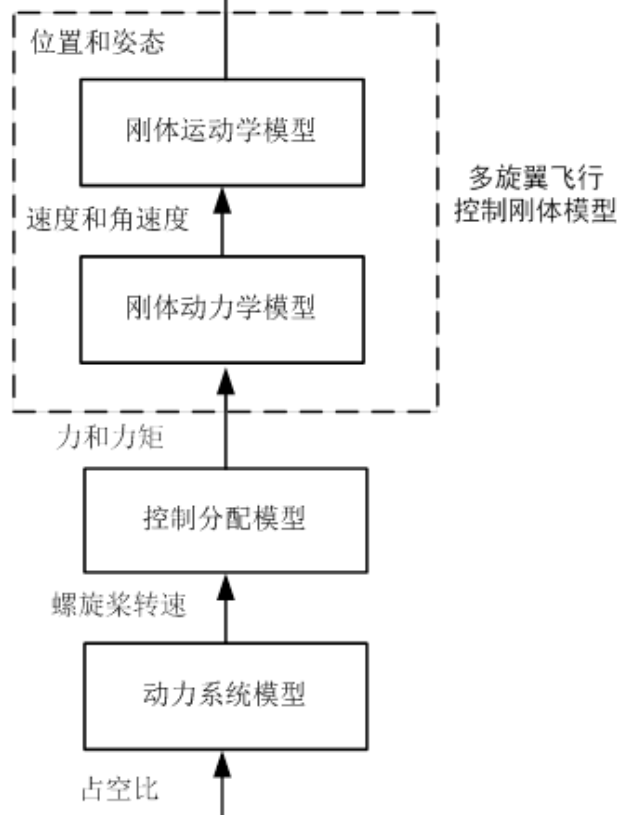 位置和姿态
刚体运动学模型
多旋翼飞行
控制刚体模型
速度和角速度
刚体动力学模型
力和力矩
控制分配模型
螺旋桨转速
动力系统模型
占空比